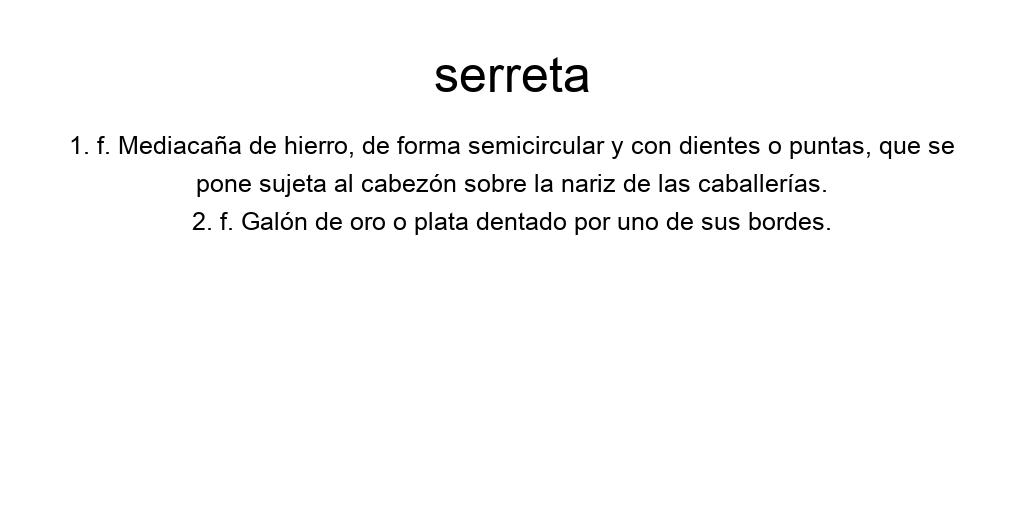 serreta
1. f. Mediacaña de hierro, de forma semicircular y con dientes o puntas, que se
pone sujeta al cabezón sobre la nariz de las caballerías.
2. f. Galón de oro o plata dentado por uno de sus bordes.